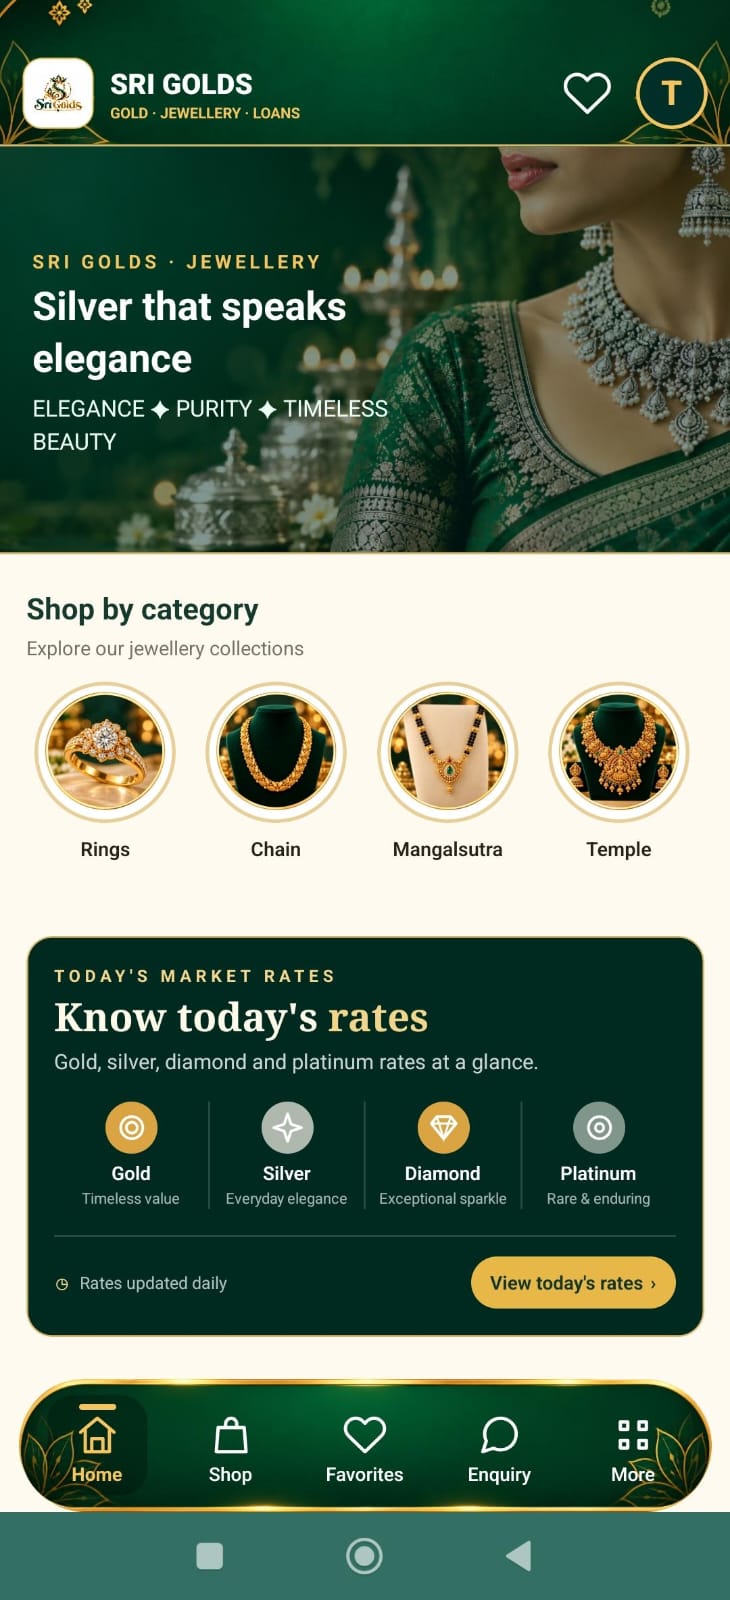 Sri Golds
SRI GOLDS
GOLD · JEWELLERY · LOANS
T
SRI GOLDS · JEWELLERY
Silver that speaks
elegance
ELEGANCE ✦ PURITY ✦ TIMELESS
BEAUTY
Shop by category
Explore our jewellery collections
Rings
Chain
Mangalsutra
Temple
TODAY'S MARKET RATES
Know today's rates
Gold, silver, diamond and platinum rates at a glance.
Gold
Silver
Diamond
Platinum
Timeless value
Everyday elegance
Exceptional sparkle
Rare & enduring
Rates updated daily
View today's rates ›
Home
Shop
Favorites
Enquiry
More